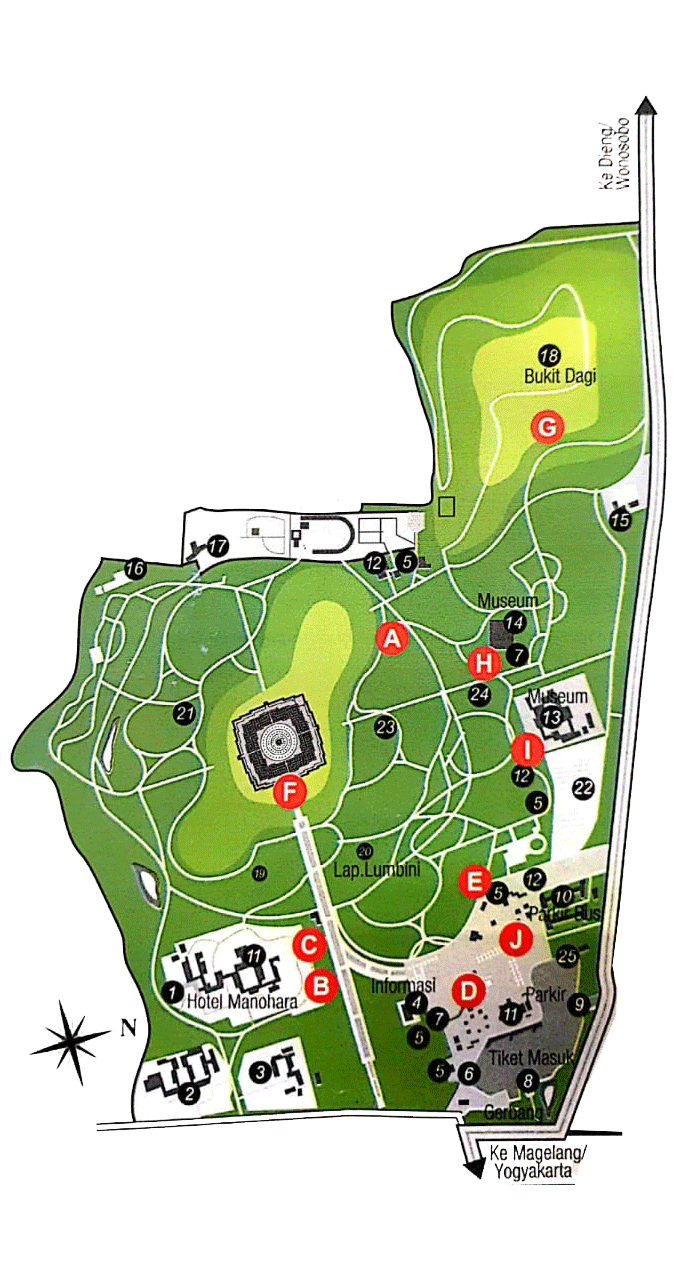 Ke Dieng/
Wonosobo
18
Bukit Dagi
G
15
17
16
12
5
Museum
14
A
7
H
24
Museum
13
21
23
I
12
22
5
F
20
Lap.Lumbini
19
E
5
12
10
Parkir Bus
J
C
11
25
B
Informasi
D
Parkir
1
Hotel Manohara
4
7
11
9
N
5
Tiket Masuk
2
3
5
6
8
Gerbang
Ke Magelang/
Yogyakarta